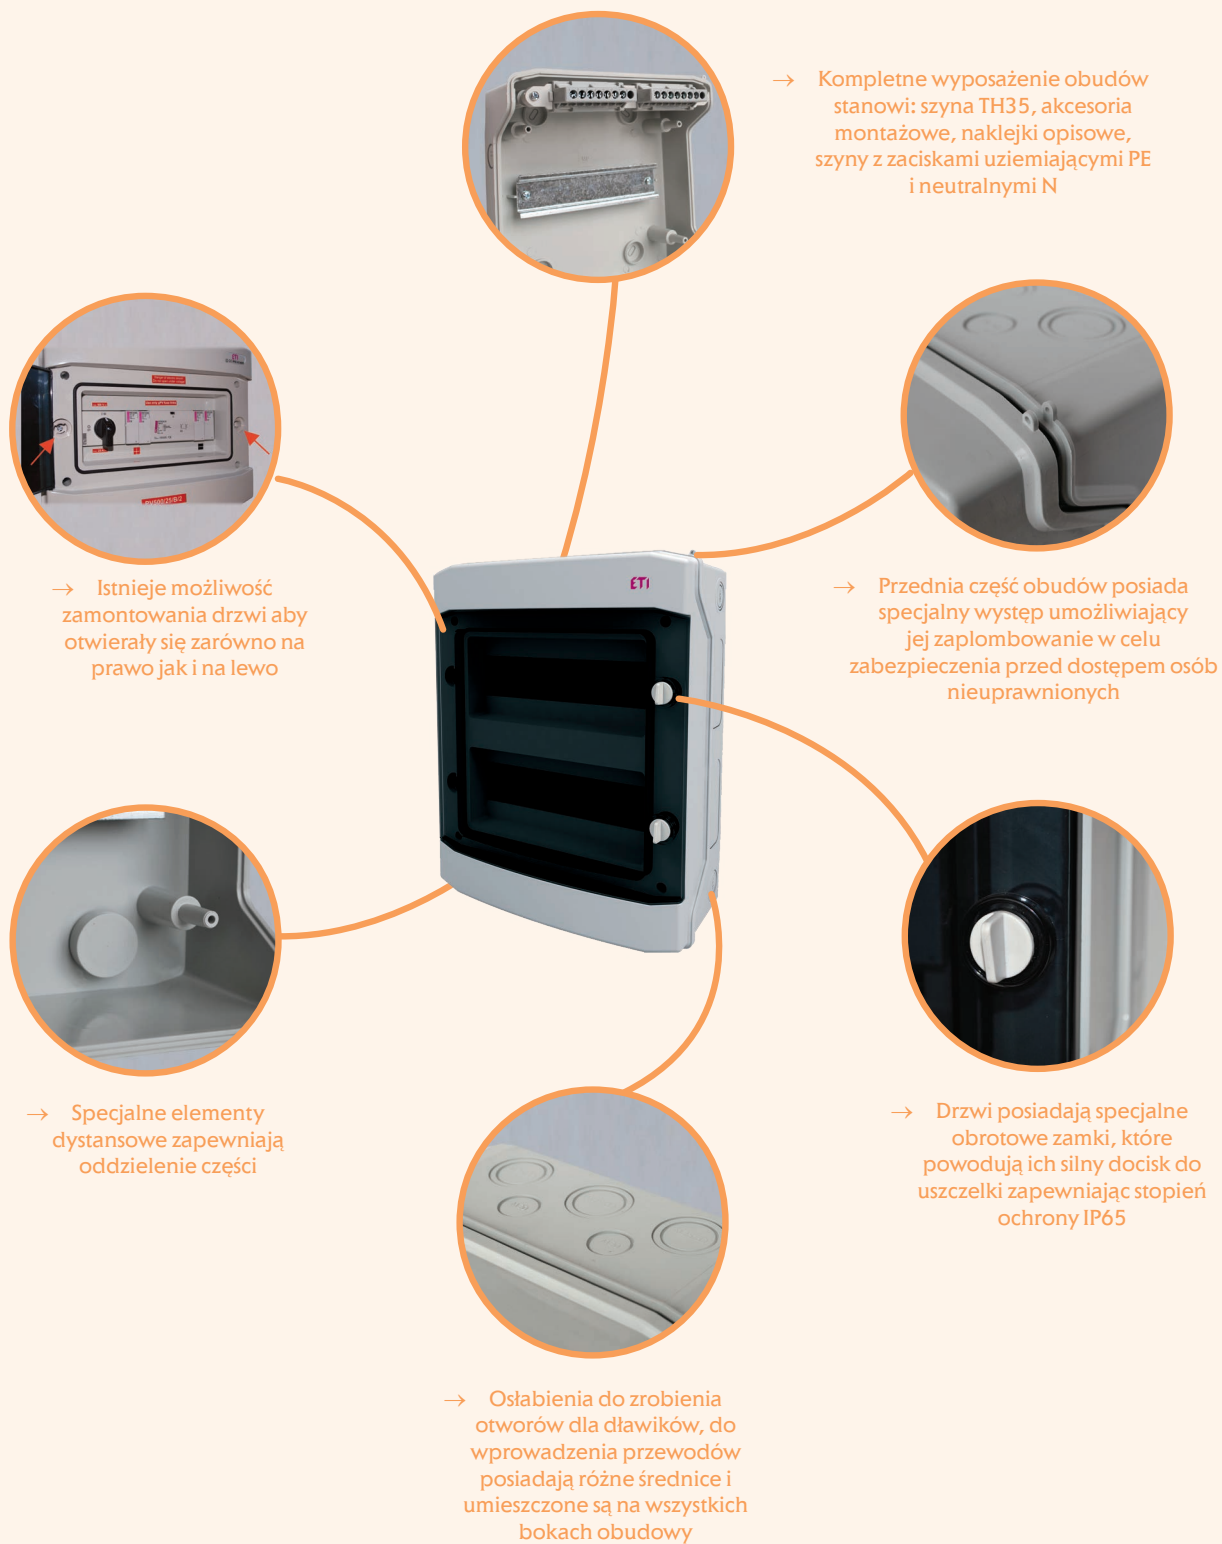 → Kompletne wyposażenie obudów
stanowi: szyna TH35, akcesoria
montażowe, naklejki opisowe,
szyny z zaciskami uziemiającymi PE
i neutralnymi N
→ Istnieje możliwość
zamontowania drzwi aby
otwierały się zarówno na
prawo jak i na lewo
→ Przednia część obudów posiada
specjalny występ umożliwiający
jej zaplombowanie w celu
zabezpieczenia przed dostępem osób
nieuprawnionych
ETI
→ Specjalne elementy
dystansowe zapewniają
oddzielenie części
→ Drzwi posiadają specjalne
obrotowe zamki, które
powodują ich silny docisk do
uszczelki zapewniając stopień
ochrony IP65
→ Osłabienia do zrobienia
otworów dla dławików, do
wprowadzenia przewodów
posiadają różne średnice i
umieszczone są na wszystkich
bokach obudowy